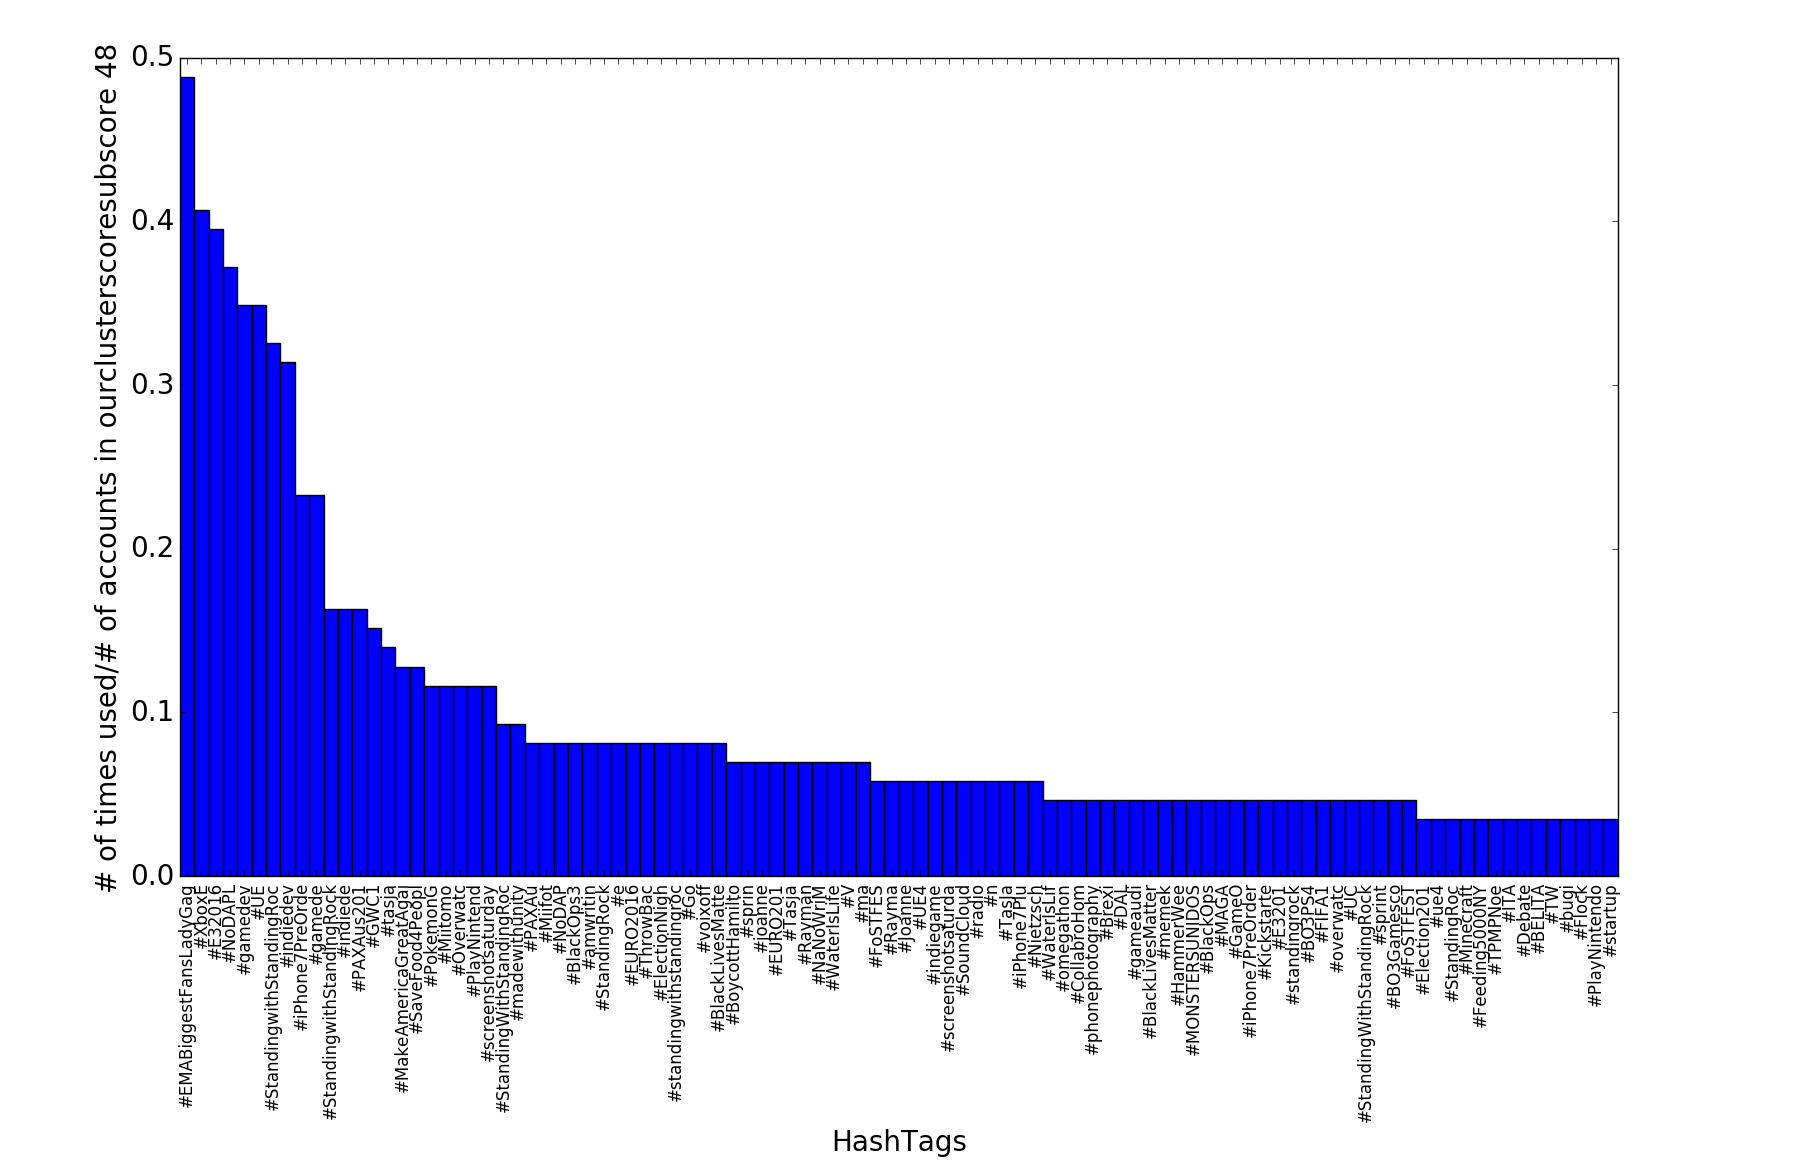 # of times used/# of accounts in ourclusterscoresubscore 48
0.5
0.4
0.3
0.2
0.1
0.0
#EMABiggestFansLadyGag
#XboxE
#E32016
#NoDAPL
#gamedev
#UE
#StandingwithStandingRoc
#indiedev
#iPhone7PreOrde
#gamede
#StandingwithStandingRock
#indiede
#PAXAus201
#GWC1
#tasja
#MakeAmericaGreatAgai
#SaveFood4Peopl
#PokemonG
#Miitomo
#Overwatc
#PlayNintend
#screenshotsaturday
#StandingWithStandingRoc
#madewithunity
#PAXAu
#Miifot
#NoDAP
#BlackOps3
#amwritin
#StandingRock
#fe
#EURO2016
#ThrowBac
#ElectionNigh
#standingwithstandingroc
#Go
#voixoff
#BlackLivesMatte
#BoycottHamilto
#sprin
#joanne
#EURO201
#Tasja
#Rayman
#NaNoWriM
#WaterIsLife
#V
#ma
#FoSTFES
#Rayma
#Joanne
#UE4
#indiegame
#screenshotsaturda
#SoundCloud
#radio
#n
#Tasla
#iPhone7Plu
#Nietzsch
#WaterIsLif
#omegathon
#CollabroHom
#phonephotography
#Brexi
#DAL
#gameaudi
#BlackLivesMatter
#memek
#HammerWee
#MONSTERSUNIDOS
#BlackOps
#MAGA
#GameO
#iPhone7PreOrder
#Kickstarte
#E3201
#standingrock
#BO3PS4
#FIFA1
#overwatc
#UC
#StandingWithStandingRock
#sprint
#BO3Gamesco
#FoSTFEST
#Election201
#ue4
#StandingRoc
#Minecraft
#Feeding5000NY
#TPMPNoe
#ITA
#Debate
#BELITA
#TW
#bugi
#Flock
#PlayNintendo
#startup
HashTags